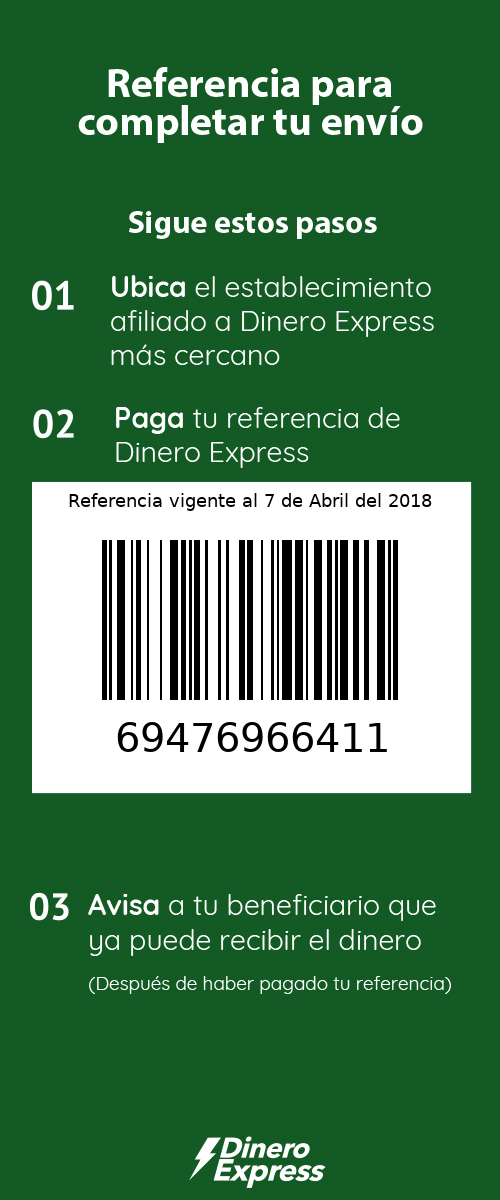 Referencia para
completar tu envío
Sigue estos pasos
01 Ubica el establecimiento
afiliado a Dinero Express
más cercano
02 Paga tu referencia de
Dinero Express
Referencia vigente al 7 de Abril del 2018
69476966411
03 Avisa a tu beneficiario que
ya puede recibir el dinero
(Después de haber pagado tu referencia)
Dinero
Express